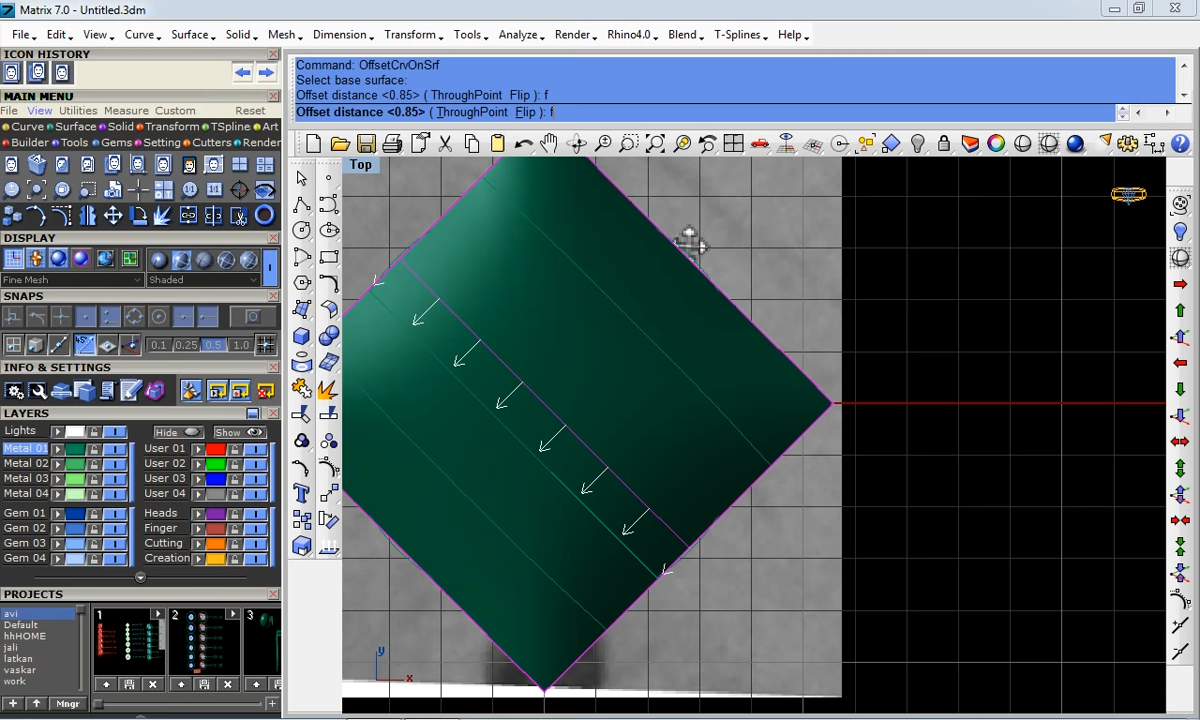 Matrix 7.0 - Untitled.3dm
File Edit View Curve Surface Solid Mesh Dimension Transform Tools Analyze Render Rhino4.0 Blend T-Splines Help
ICON HISTORY
MAIN MENU
File View Utilities Measure Custom Reset
Curve Surface Solid Transform TSpline Art
Builder Tools Gems Setting Cutters Render
DISPLAY
Fine Mesh Shaded
SNAPS
0.1 0.25 0.5 1.0
INFO & SETTINGS
LAYERS
Lights Hide Show
Metal 01 User 01
Metal 02 User 02
Metal 03 User 03
Metal 04 User 04
Gem 01 Heads
Gem 02 Finger
Gem 03 Cutting
Gem 04 Creation
PROJECTS
avi
Default
hhHOME
jali
latkan
vaskar
work
1 2 3
Mngr
Command: OffsetCrvOnSrf
Select base surface:
Offset distance <0.85> ( ThroughPoint Flip ): f
Offset distance <0.85> ( ThroughPoint Flip ): f
Top
y
x